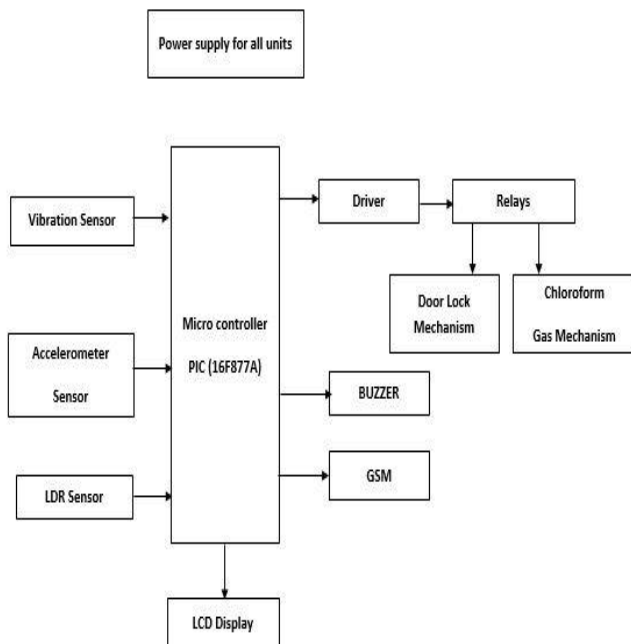 Power supply for all units
Vibration Sensor
Accelerometer
Sensor
LDR Sensor
Micro controller
PIC (16F877A)
Driver
Relays
Door Lock
Mechanism
Chloroform
Gas Mechanism
BUZZER
GSM
LCD Display